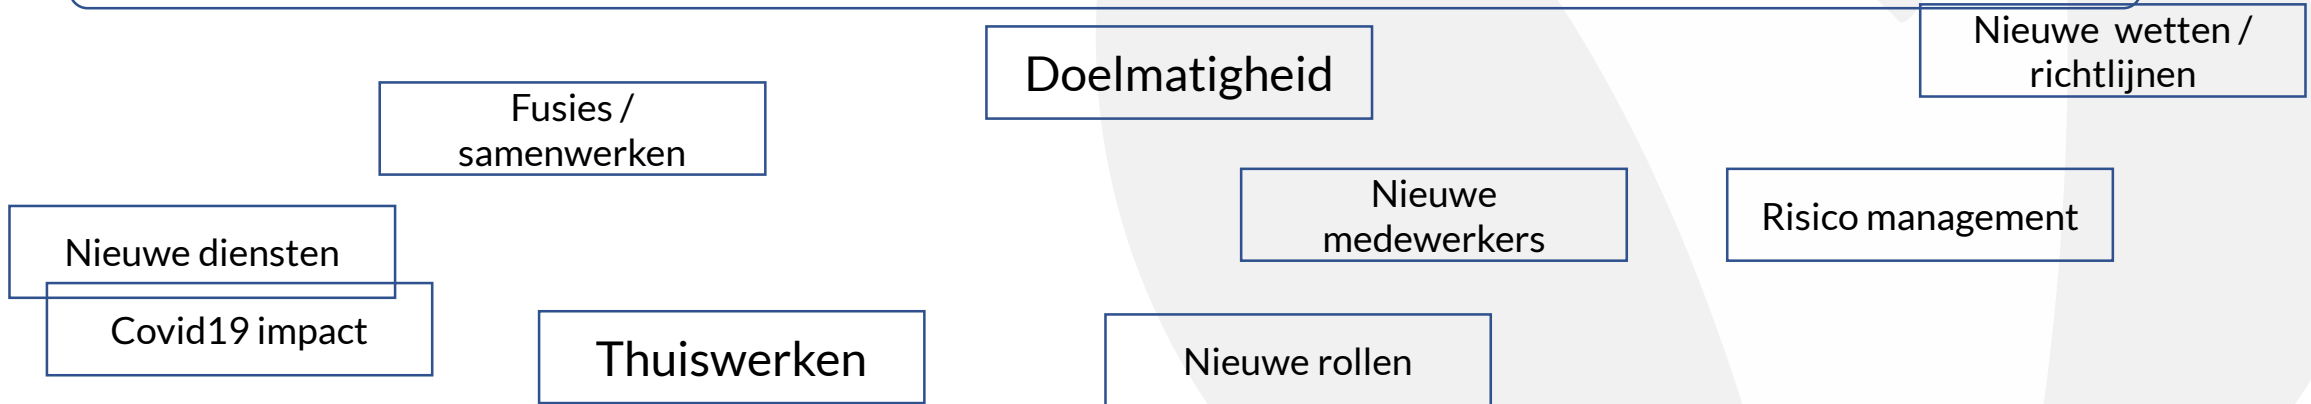 Nieuwe wetten /
richtlijnen
Doelmatigheid
Fusies /
samenwerken
Nieuwe
medewerkers
Risico management
Nieuwe diensten
Covid19 impact
Thuiswerken
Nieuwe rollen